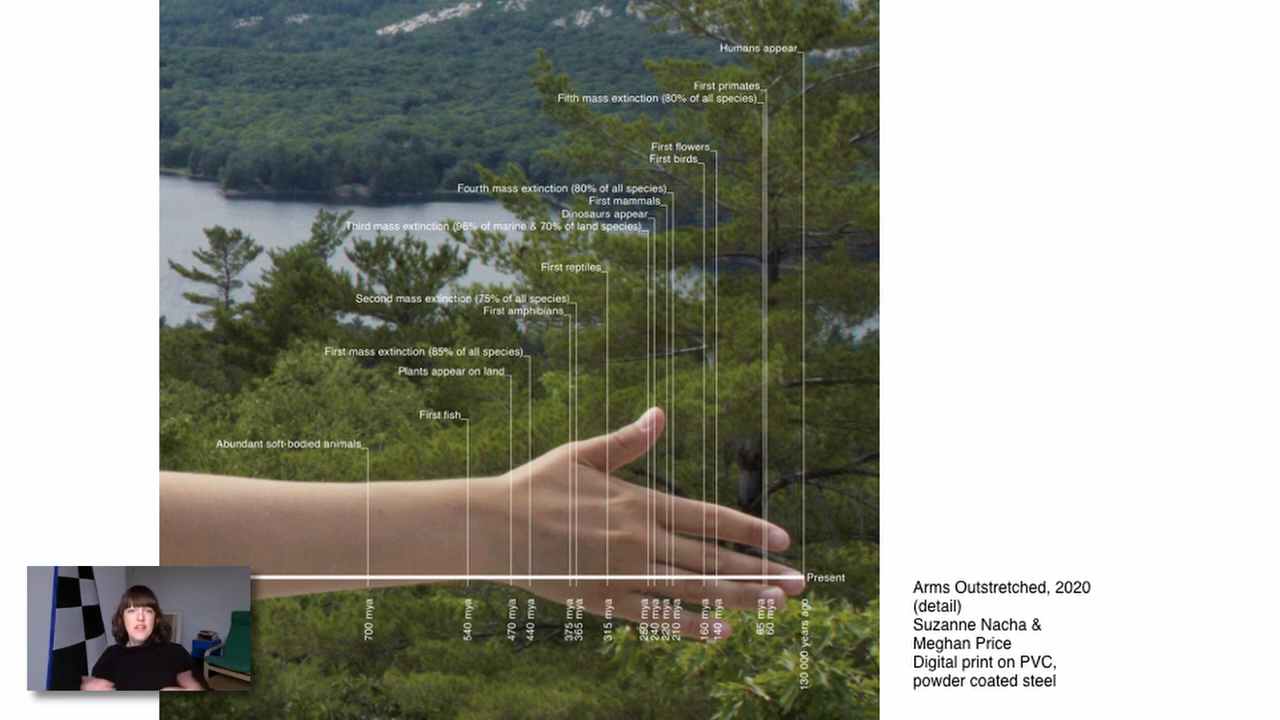 Humans appear
First primates
Fifth mass extinction (80% of all species)
First flowers
First birds
Fourth mass extinction (80% of all species)
First mammals
Dinosaurs appear
Third mass extinction (96% of marine & 70% of land species)
First reptiles
Second mass extinction (75% of all species)
First amphibians
First mass extinction (85% of all species)
Plants appear on land
First fish
Abundant soft-bodied animals
Present
700 mya
540 mya
470 mya
440 mya
375 mya
365 mya
315 mya
250 mya
240 mya
220 mya
210 mya
160 mya
140 mya
65 mya
60 mya
130 000 years ago
Arms Outstretched, 2020
(detail)
Suzanne Nacha &
Meghan Price
Digital print on PVC,
powder coated steel